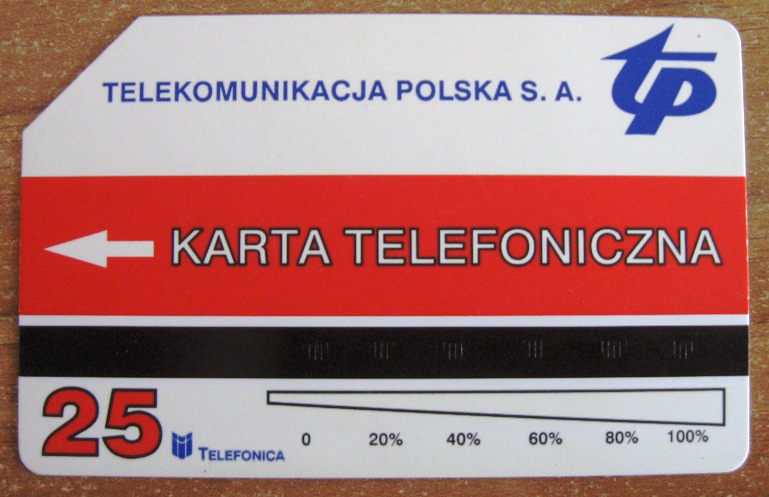 TELEKOMUNIKACJA POLSKA S. A.
tp
KARTA TELEFONICZNA
25
TELEFONICA
0 20% 40% 60% 80% 100%